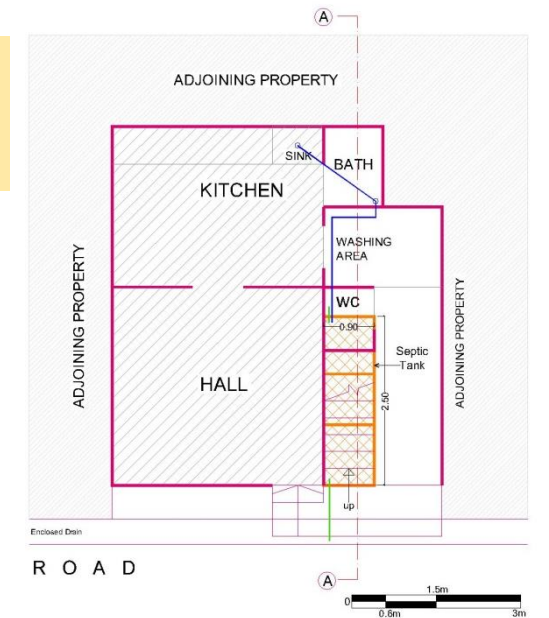 A
ADJOINING PROPERTY
SINK
BATH
KITCHEN
WASHING
AREA
ADJOINING PROPERTY
ADJOINING PROPERTY
WC
0.90
Septic
Tank
HALL
2.50
up
Enclosed Drain
ROAD
A
1.5m
0
0.6m
3m